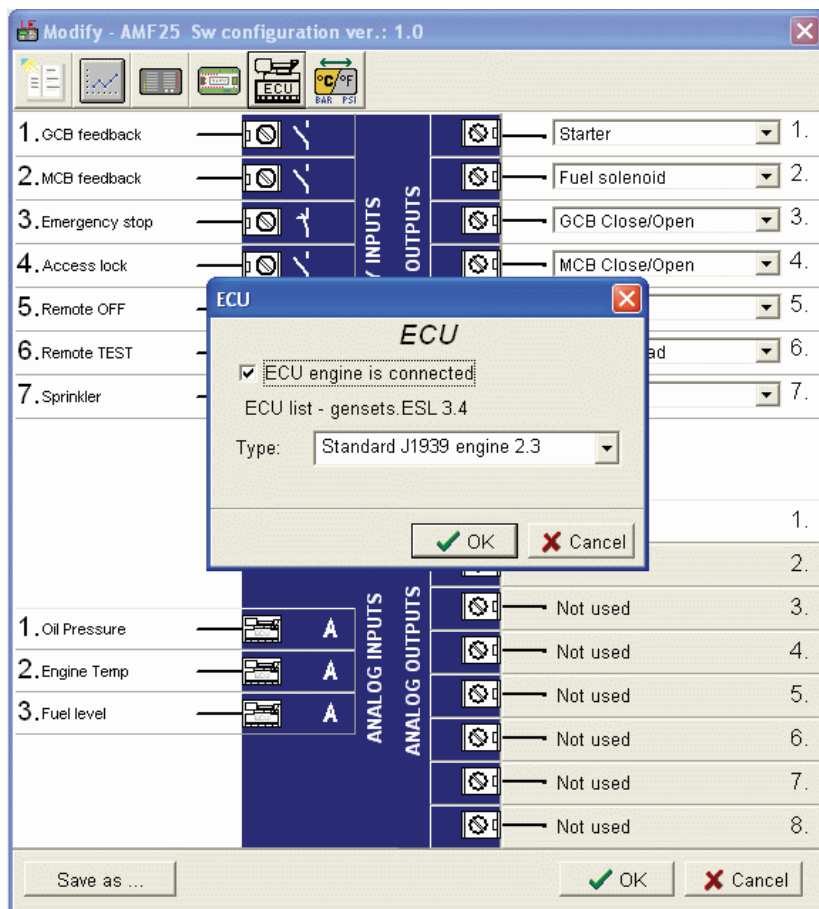 Modify - AMF25 Sw configuration ver.: 1.0
ECU
°C/°F
BAR PSI
1. GCB feedback
Starter 1.
2. MCB feedback
Fuel solenoid 2.
3. Emergency stop
GCB Close/Open 3.
4. Access lock
MCB Close/Open 4.
5. Remote OFF
5.
6. Remote TEST
ad 6.
7. Sprinkler
7.
Y INPUTS
OUTPUTS
ECU
ECU
ECU engine is connected
ECU list - gensets.ESL 3.4
Type: Standard J1939 engine 2.3
OK Cancel
1.
2.
1. Oil Pressure A
2. Engine Temp A
3. Fuel level A
ANALOG INPUTS
ANALOG OUTPUTS
Not used 3.
Not used 4.
Not used 5.
Not used 6.
Not used 7.
Not used 8.
Save as ... OK Cancel